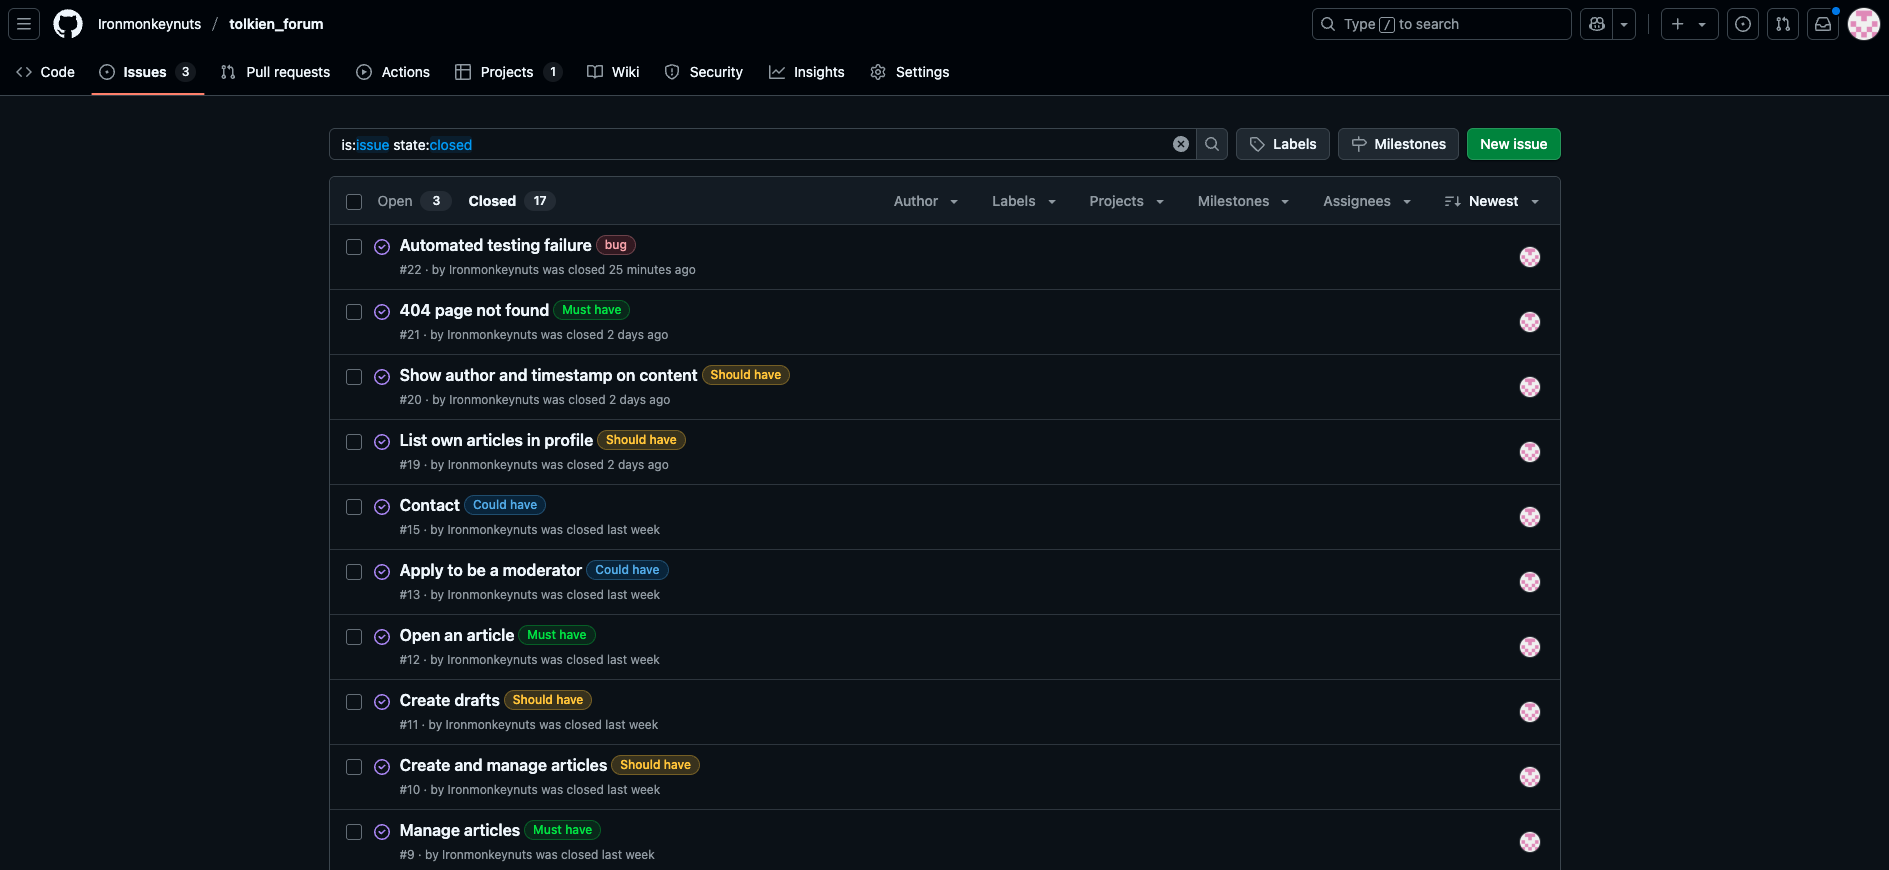 Ironmonkeynuts / tolkien_forum
Type / to search
Code
Issues 3
Pull requests
Actions
Projects 1
Wiki
Security
Insights
Settings
is:issue state:closed
Labels
Milestones
New issue
Open 3
Closed 17
Author
Labels
Projects
Milestones
Assignees
Newest
Automated testing failure bug
#22 · by Ironmonkeynuts was closed 25 minutes ago
404 page not found Must have
#21 · by Ironmonkeynuts was closed 2 days ago
Show author and timestamp on content Should have
#20 · by Ironmonkeynuts was closed 2 days ago
List own articles in profile Should have
#19 · by Ironmonkeynuts was closed 2 days ago
Contact Could have
#15 · by Ironmonkeynuts was closed last week
Apply to be a moderator Could have
#13 · by Ironmonkeynuts was closed last week
Open an article Must have
#12 · by Ironmonkeynuts was closed last week
Create drafts Should have
#11 · by Ironmonkeynuts was closed last week
Create and manage articles Should have
#10 · by Ironmonkeynuts was closed last week
Manage articles Must have
#9 · by Ironmonkeynuts was closed last week